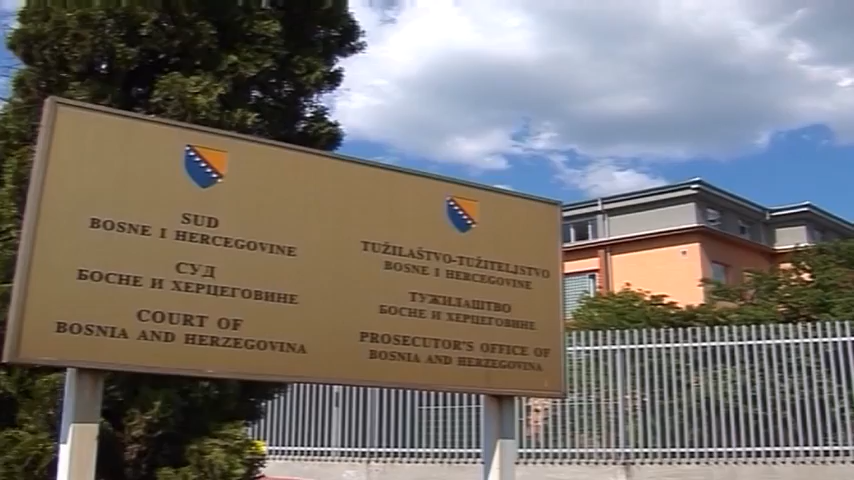 SUD
BOSNE I HERCEGOVINE
СУД
БОСНЕ И ХЕРЦЕГОВИНЕ
COURT OF
BOSNIA AND HERZEGOVINA
TUŽILAŠTVO-TUŽITELJSTVO
BOSNE I HERCEGOVINE
ТУЖИЛАШТВО
БОСНЕ И ХЕРЦЕГОВИНЕ
PROSECUTOR'S OFFICE OF
BOSNIA AND HERZEGOVINA